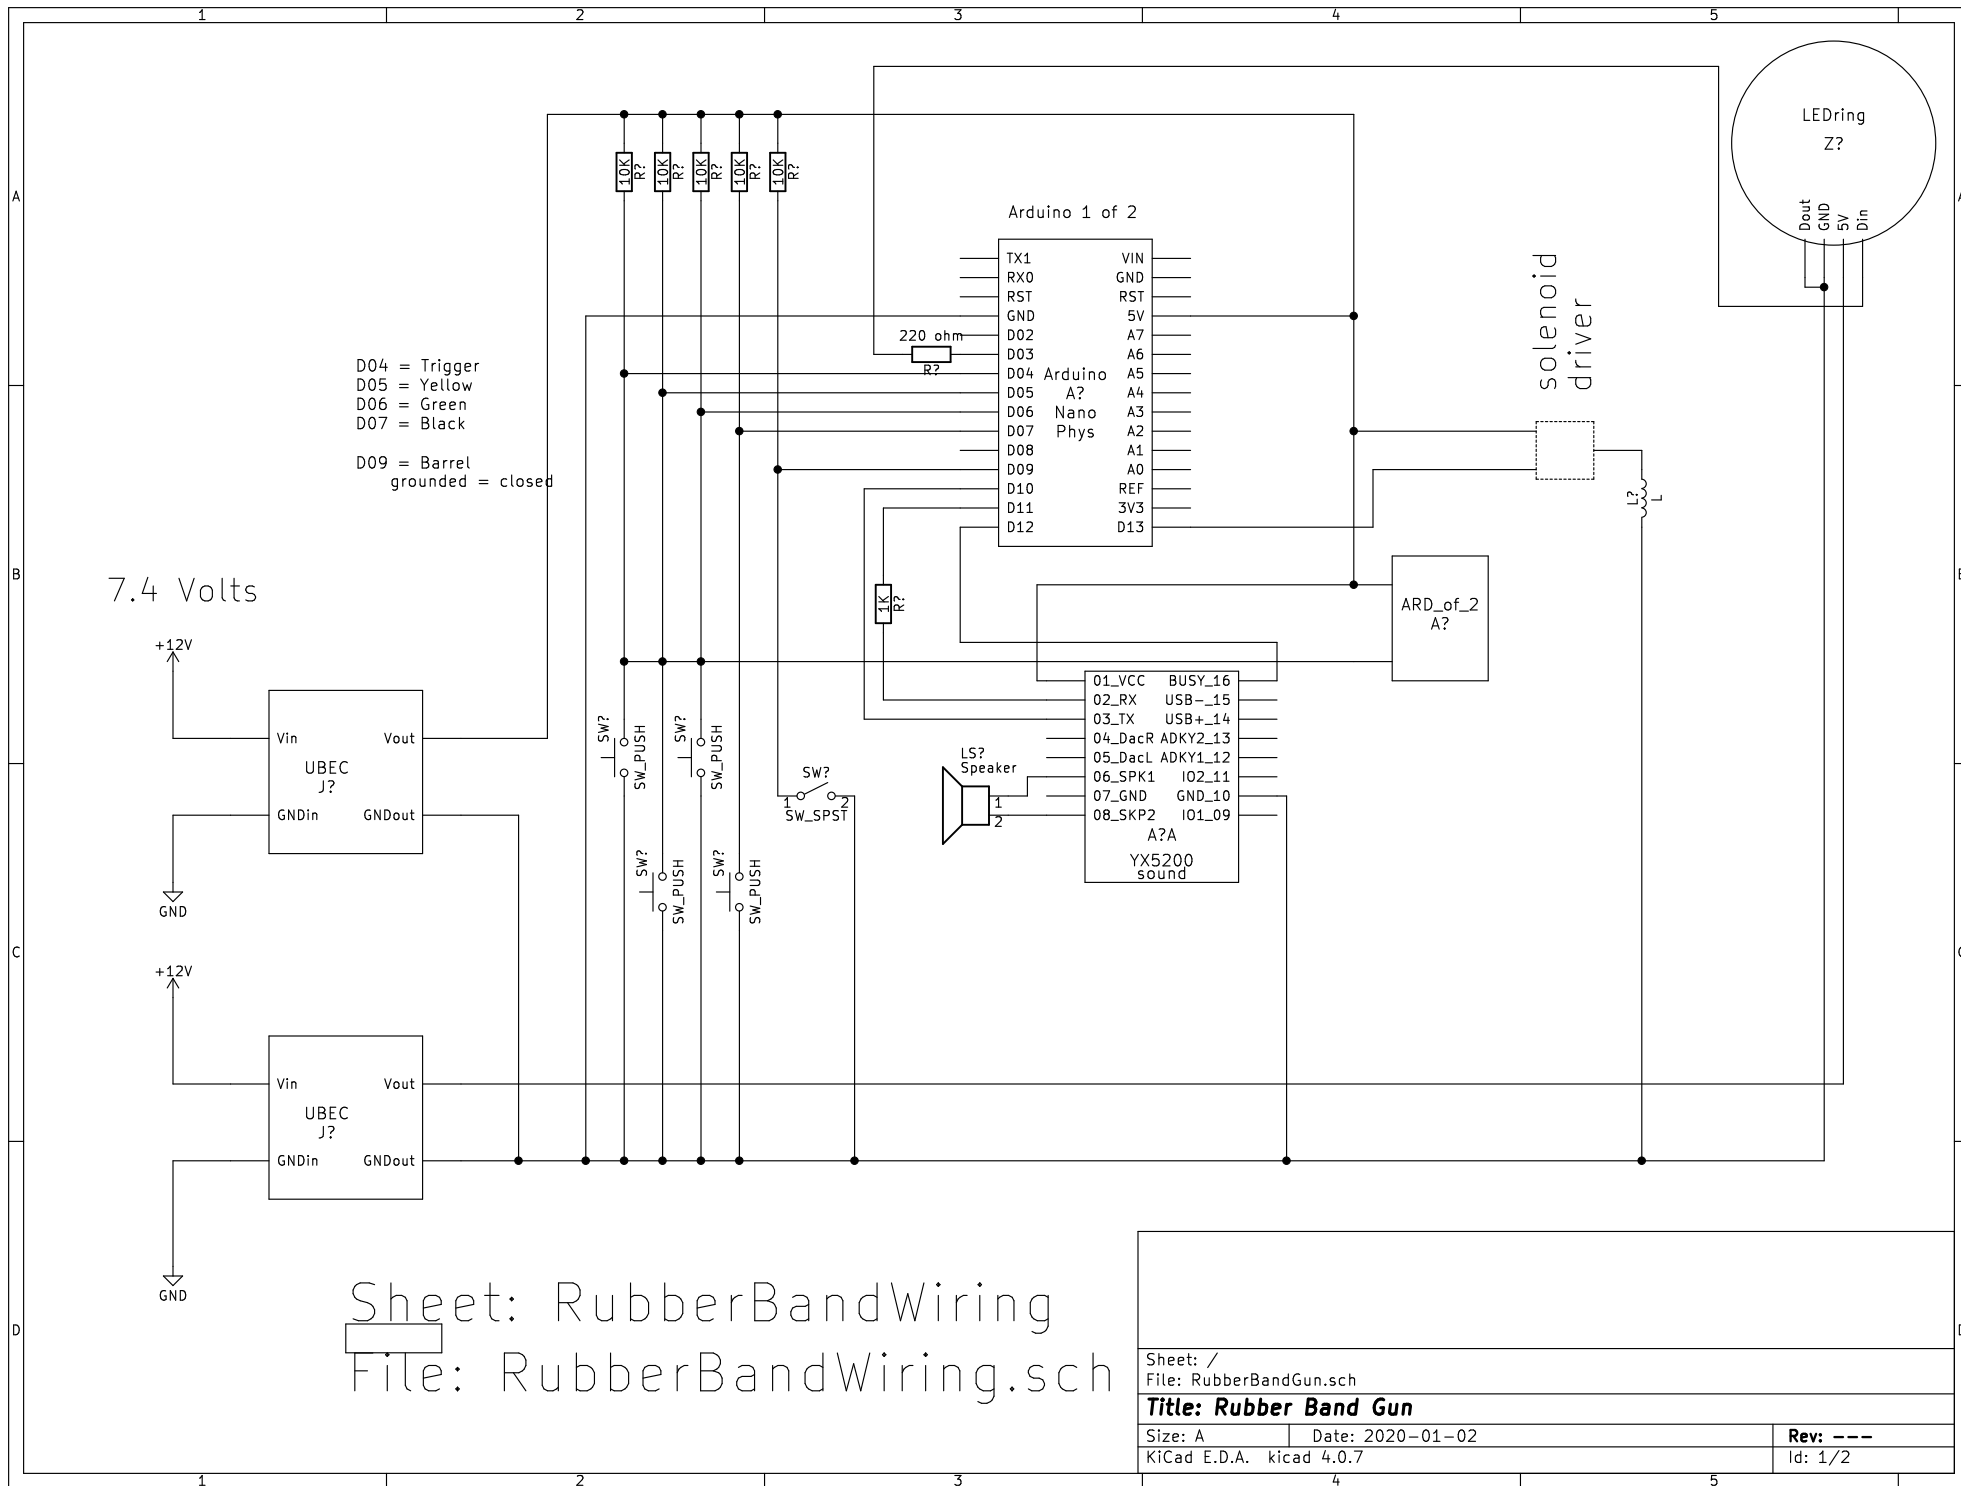 1 2 3 4 5
A A
B B
C C
D D
LEDring
Z?
Dout
GND
5V
Din
10K R?
10K R?
10K R?
10K R?
10K R?
Arduino 1 of 2
TX1 VIN
RX0 GND
RST RST
GND 5V
D02 A7
D03 A6
D04 A5
D05 A4
D06 A3
D07 A2
D08 A1
D09 A0
D10 REF
D11 3V3
D12 D13
Arduino
A?
Nano
Phys
220 ohm
R?
solenoid
driver
L? L
D04 = Trigger
D05 = Yellow
D06 = Green
D07 = Black
D09 = Barrel
grounded = closed
1K R?
ARD_of_2
A?
7.4 Volts
+12V
Vin Vout
UBEC
J?
GNDin GNDout
GND
SW? SW_PUSH
SW? SW_PUSH
SW? SW_PUSH
SW? SW_PUSH
SW?
1 2
SW_SPST
LS?
Speaker
1
2
01_VCC BUSY_16
02_RX USB-_15
03_TX USB+_14
04_DacR ADKY2_13
05_DacL ADKY1_12
06_SPK1 IO2_11
07_GND GND_10
08_SKP2 IO1_09
A?A
YX5200
sound
+12V
Vin Vout
UBEC
J?
GNDin GNDout
GND
Sheet: RubberBandWiring
File: RubberBandWiring.sch
Sheet: /
File: RubberBandGun.sch
Title: Rubber Band Gun
Size: A Date: 2020-01-02 Rev: ---
KiCad E.D.A. kicad 4.0.7 Id: 1/2
1 2 3 4 5